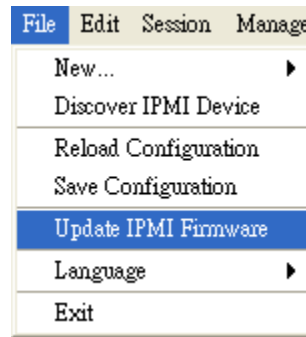 File Edit Session Manage
New...
Discover IPMI Device
Reload Configuration
Save Configuration
Update IPMI Firmware
Language
Exit